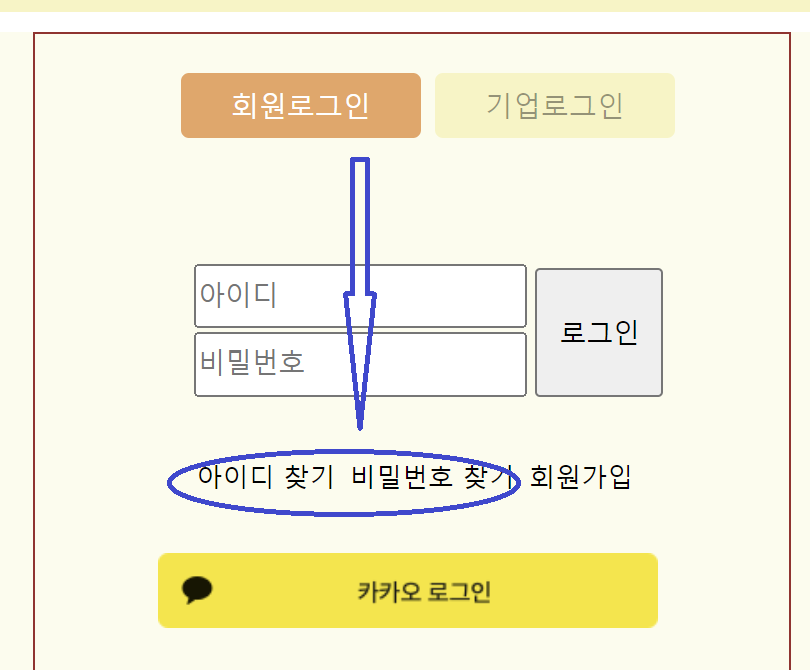 회원로그인 기업로그인
아이디
비밀번호
로그인
아이디 찾기 비밀번호 찾기 회원가입
카카오 로그인